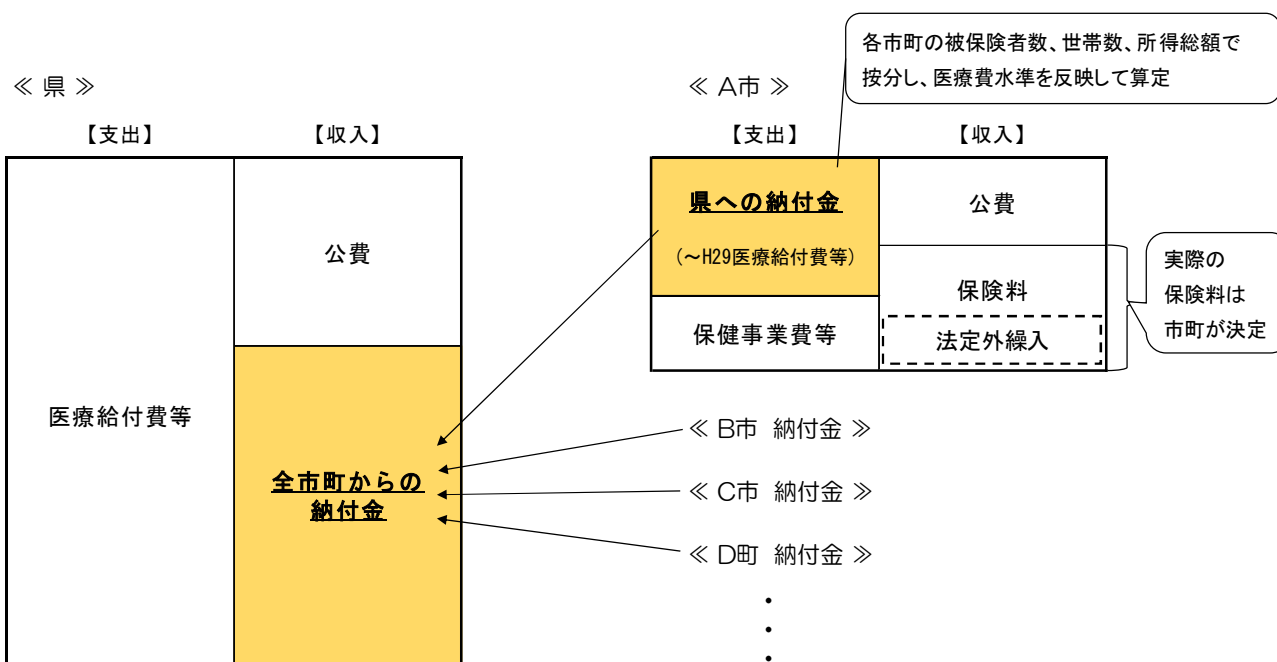 各市町の被保険者数、世帯数、所得総額で
按分し、医療費水準を反映して算定
≪ 県 ≫
≪ A市 ≫
【支出】
【収入】
【支出】
【収入】
公費
医療給付費等
全市町からの
納付金
県への納付金
（～H29医療給付費等）
保健事業費等
公費
保険料
法定外繰入
実際の
保険料は
市町が決定
≪ B市 納付金 ≫
≪ C市 納付金 ≫
≪ D町 納付金 ≫
・
・
・